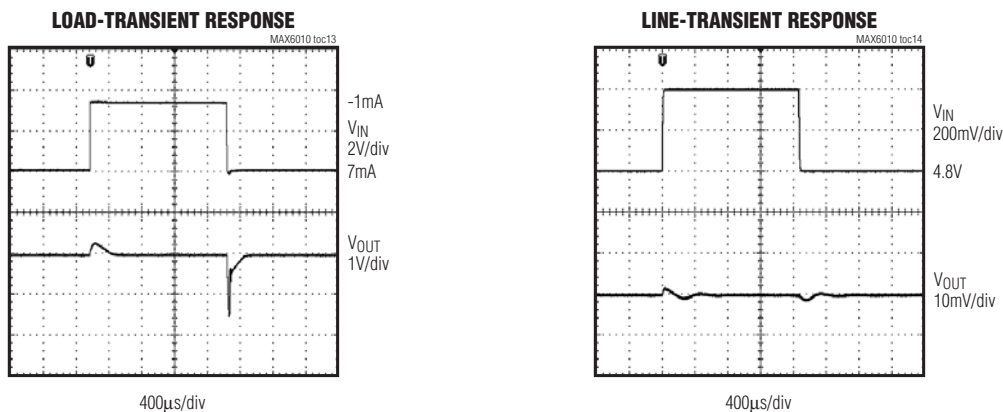 LOAD-TRANSIENT RESPONSE
MAX6010 toc13
T
-1mA
VIN
2V/div
7mA
VOUT
1V/div
400µs/div
LINE-TRANSIENT RESPONSE
MAX6010 toc14
T
VIN
200mV/div
4.8V
VOUT
10mV/div
400µs/div